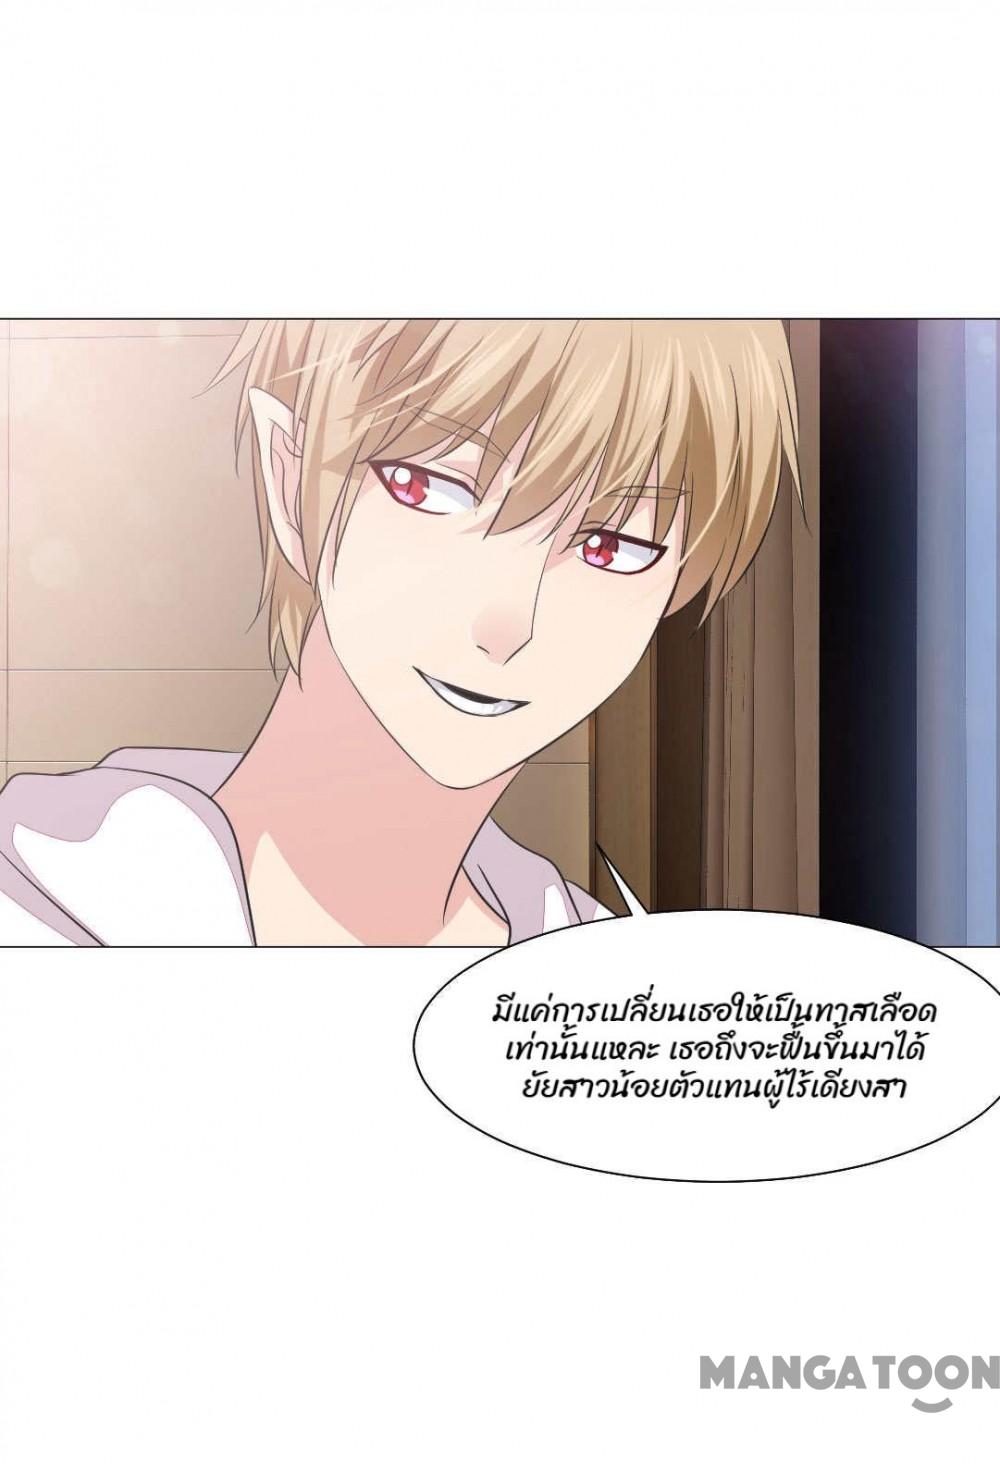 มีแค่การเปลี่ยนเธอให้เป็นทาสเลือด
เท่านั้นแหละ เธอถึงจะฟื้นขึ้นมาได้
ยัยสาวน้อยตัวแทนผู้ไร้เดียงสา
MANGATOON